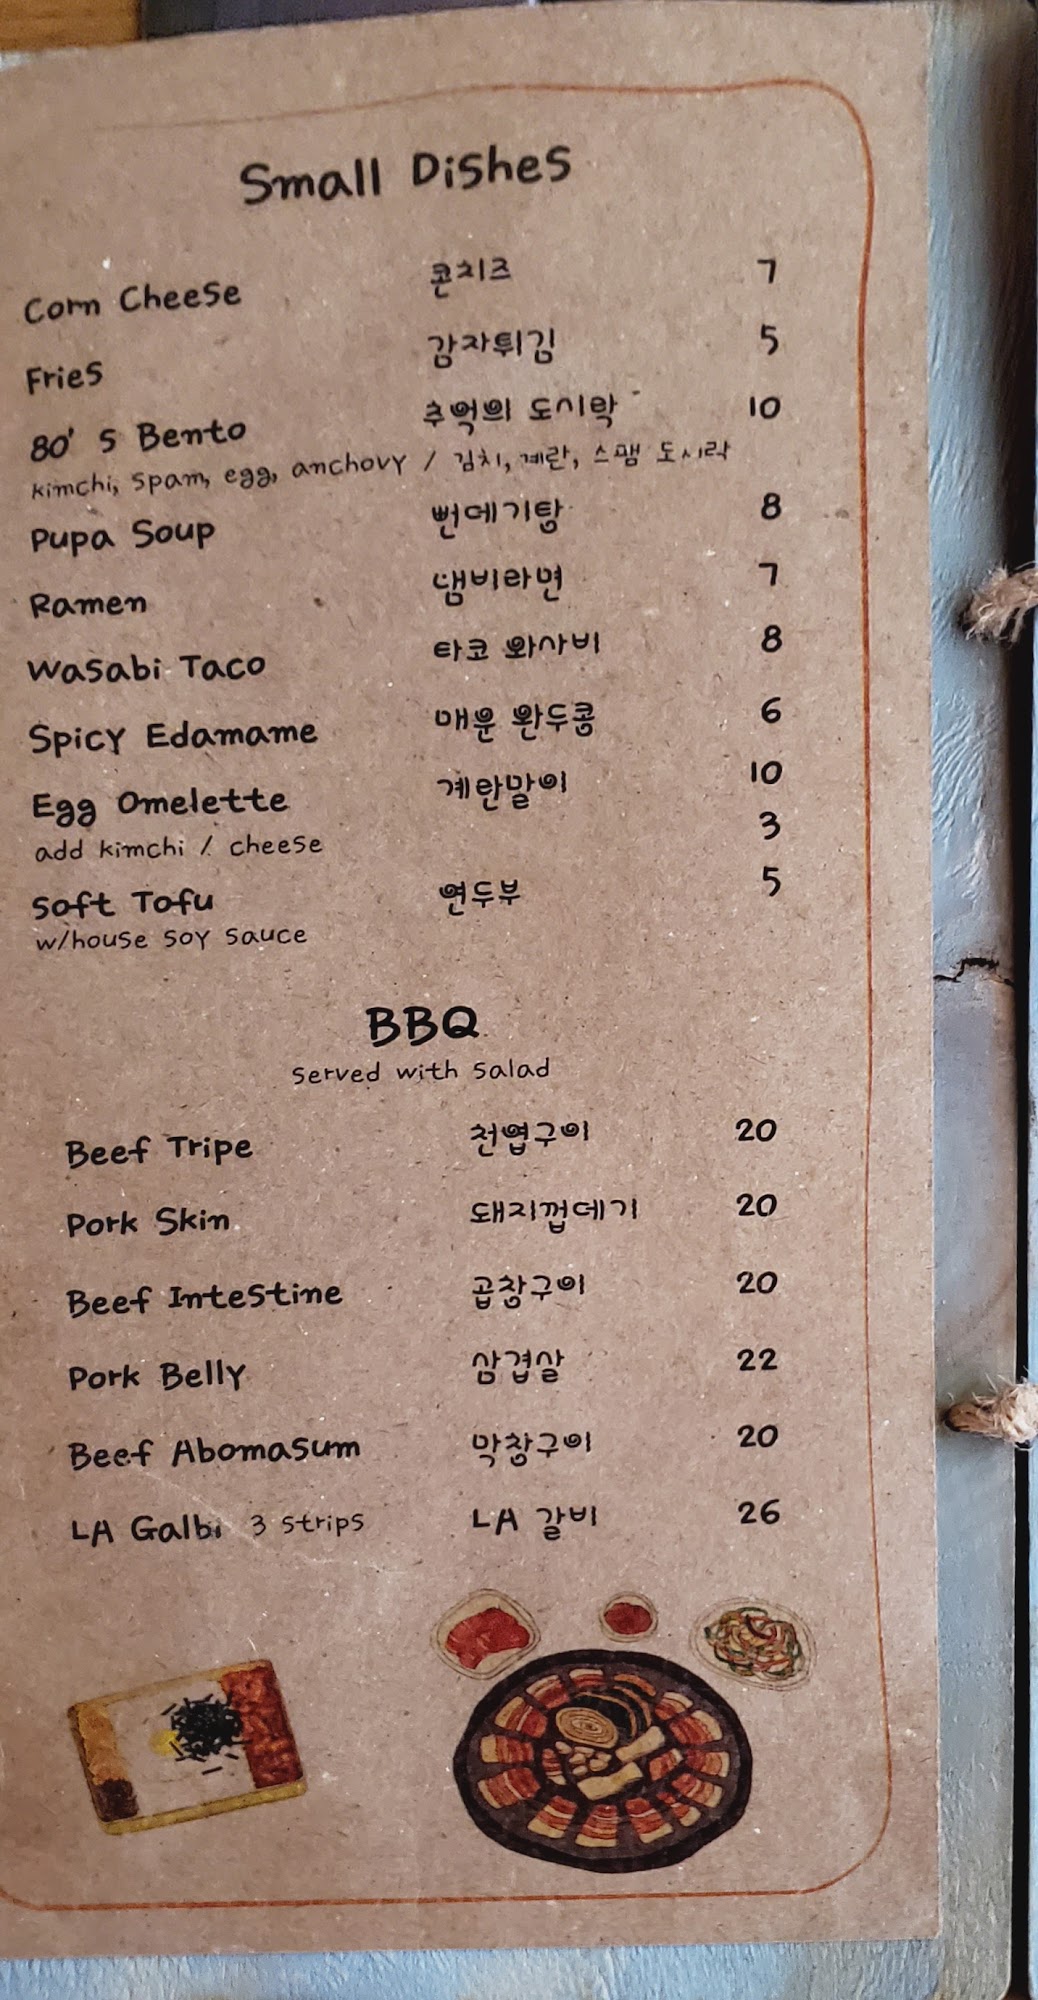 Small Dishes
Corn Cheese 콘치즈 7
Fries 감자튀김 5
80' s Bento 추억의 도시락 10
kimchi, spam, egg, anchovy / 김치, 계란, 스팸 도시락
Pupa Soup 뻔데기탕 8
Ramen 냄비라면 7
Wasabi Taco 타코 와사비 8
Spicy Edamame 매운 완두콩 6
Egg Omelette 계란말이 10
add kimchi / cheese 3
Soft Tofu 연두부 5
w/house soy sauce
BBQ
served with salad
Beef Tripe 천엽구이 20
Pork Skin 돼지껍데기 20
Beef Intestine 곱창구이 20
Pork Belly 삼겹살 22
Beef Abomasum 막창구이 20
LA Galbi 3 strips LA 갈비 26